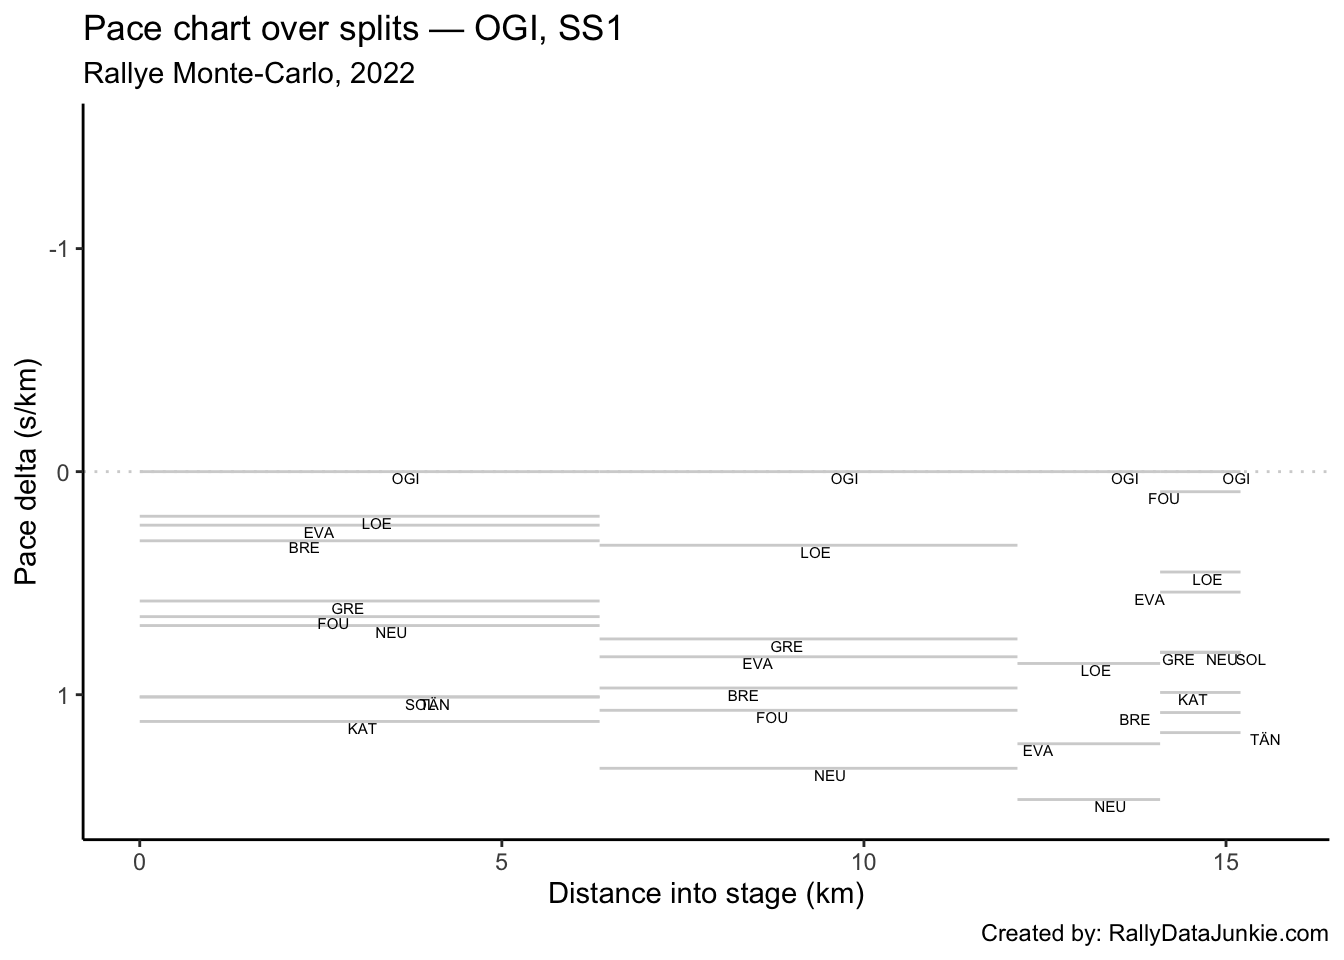 Pace chart over splits — OGI, SS1
Rallye Monte-Carlo, 2022
Pace delta (s/km)
-1
0
1
OGI OGI OGI OGI
FOU
LOE
EVA
BRE
LOE
LOE
EVA
GRE
FOU
NEU
GRE
EVA
GRE NEU SOL
LOE
BRE
KAT
SOL TÄN
FOU
BRE
KAT
TÄN
EVA
NEU
NEU
0 5 10 15
Distance into stage (km)
Created by: RallyDataJunkie.com